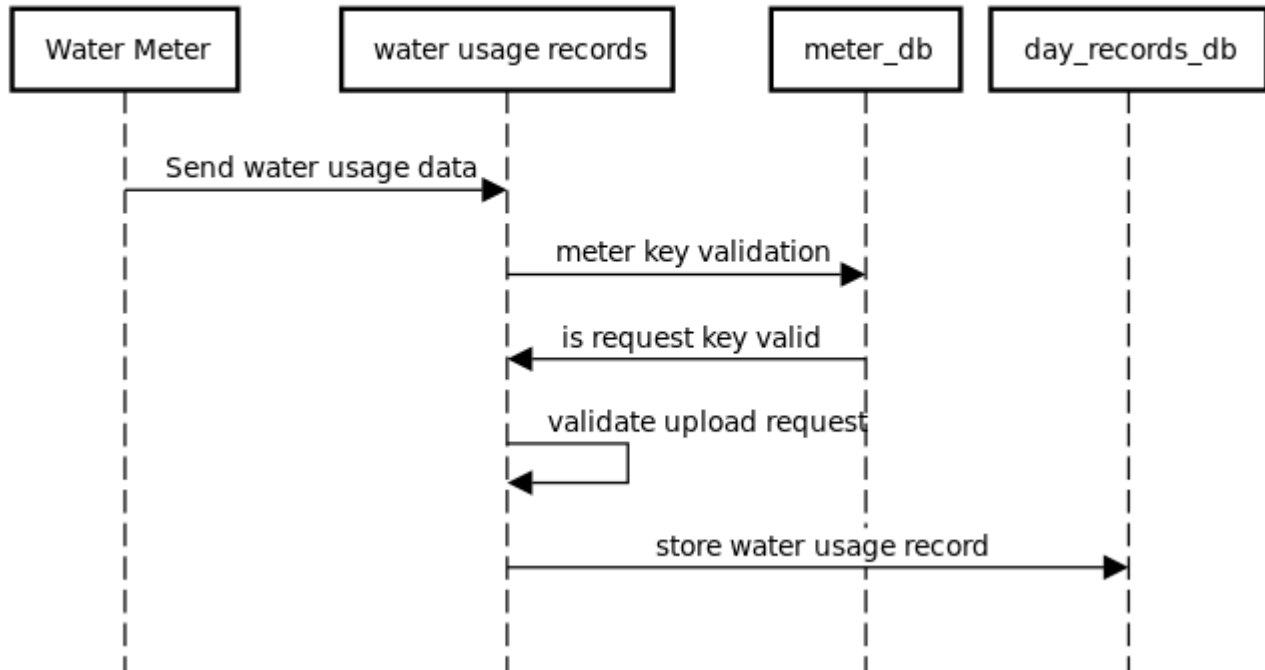 Water Meter
water usage records
meter_db
day_records_db
Send water usage data
meter key validation
is request key valid
validate upload request
store water usage record